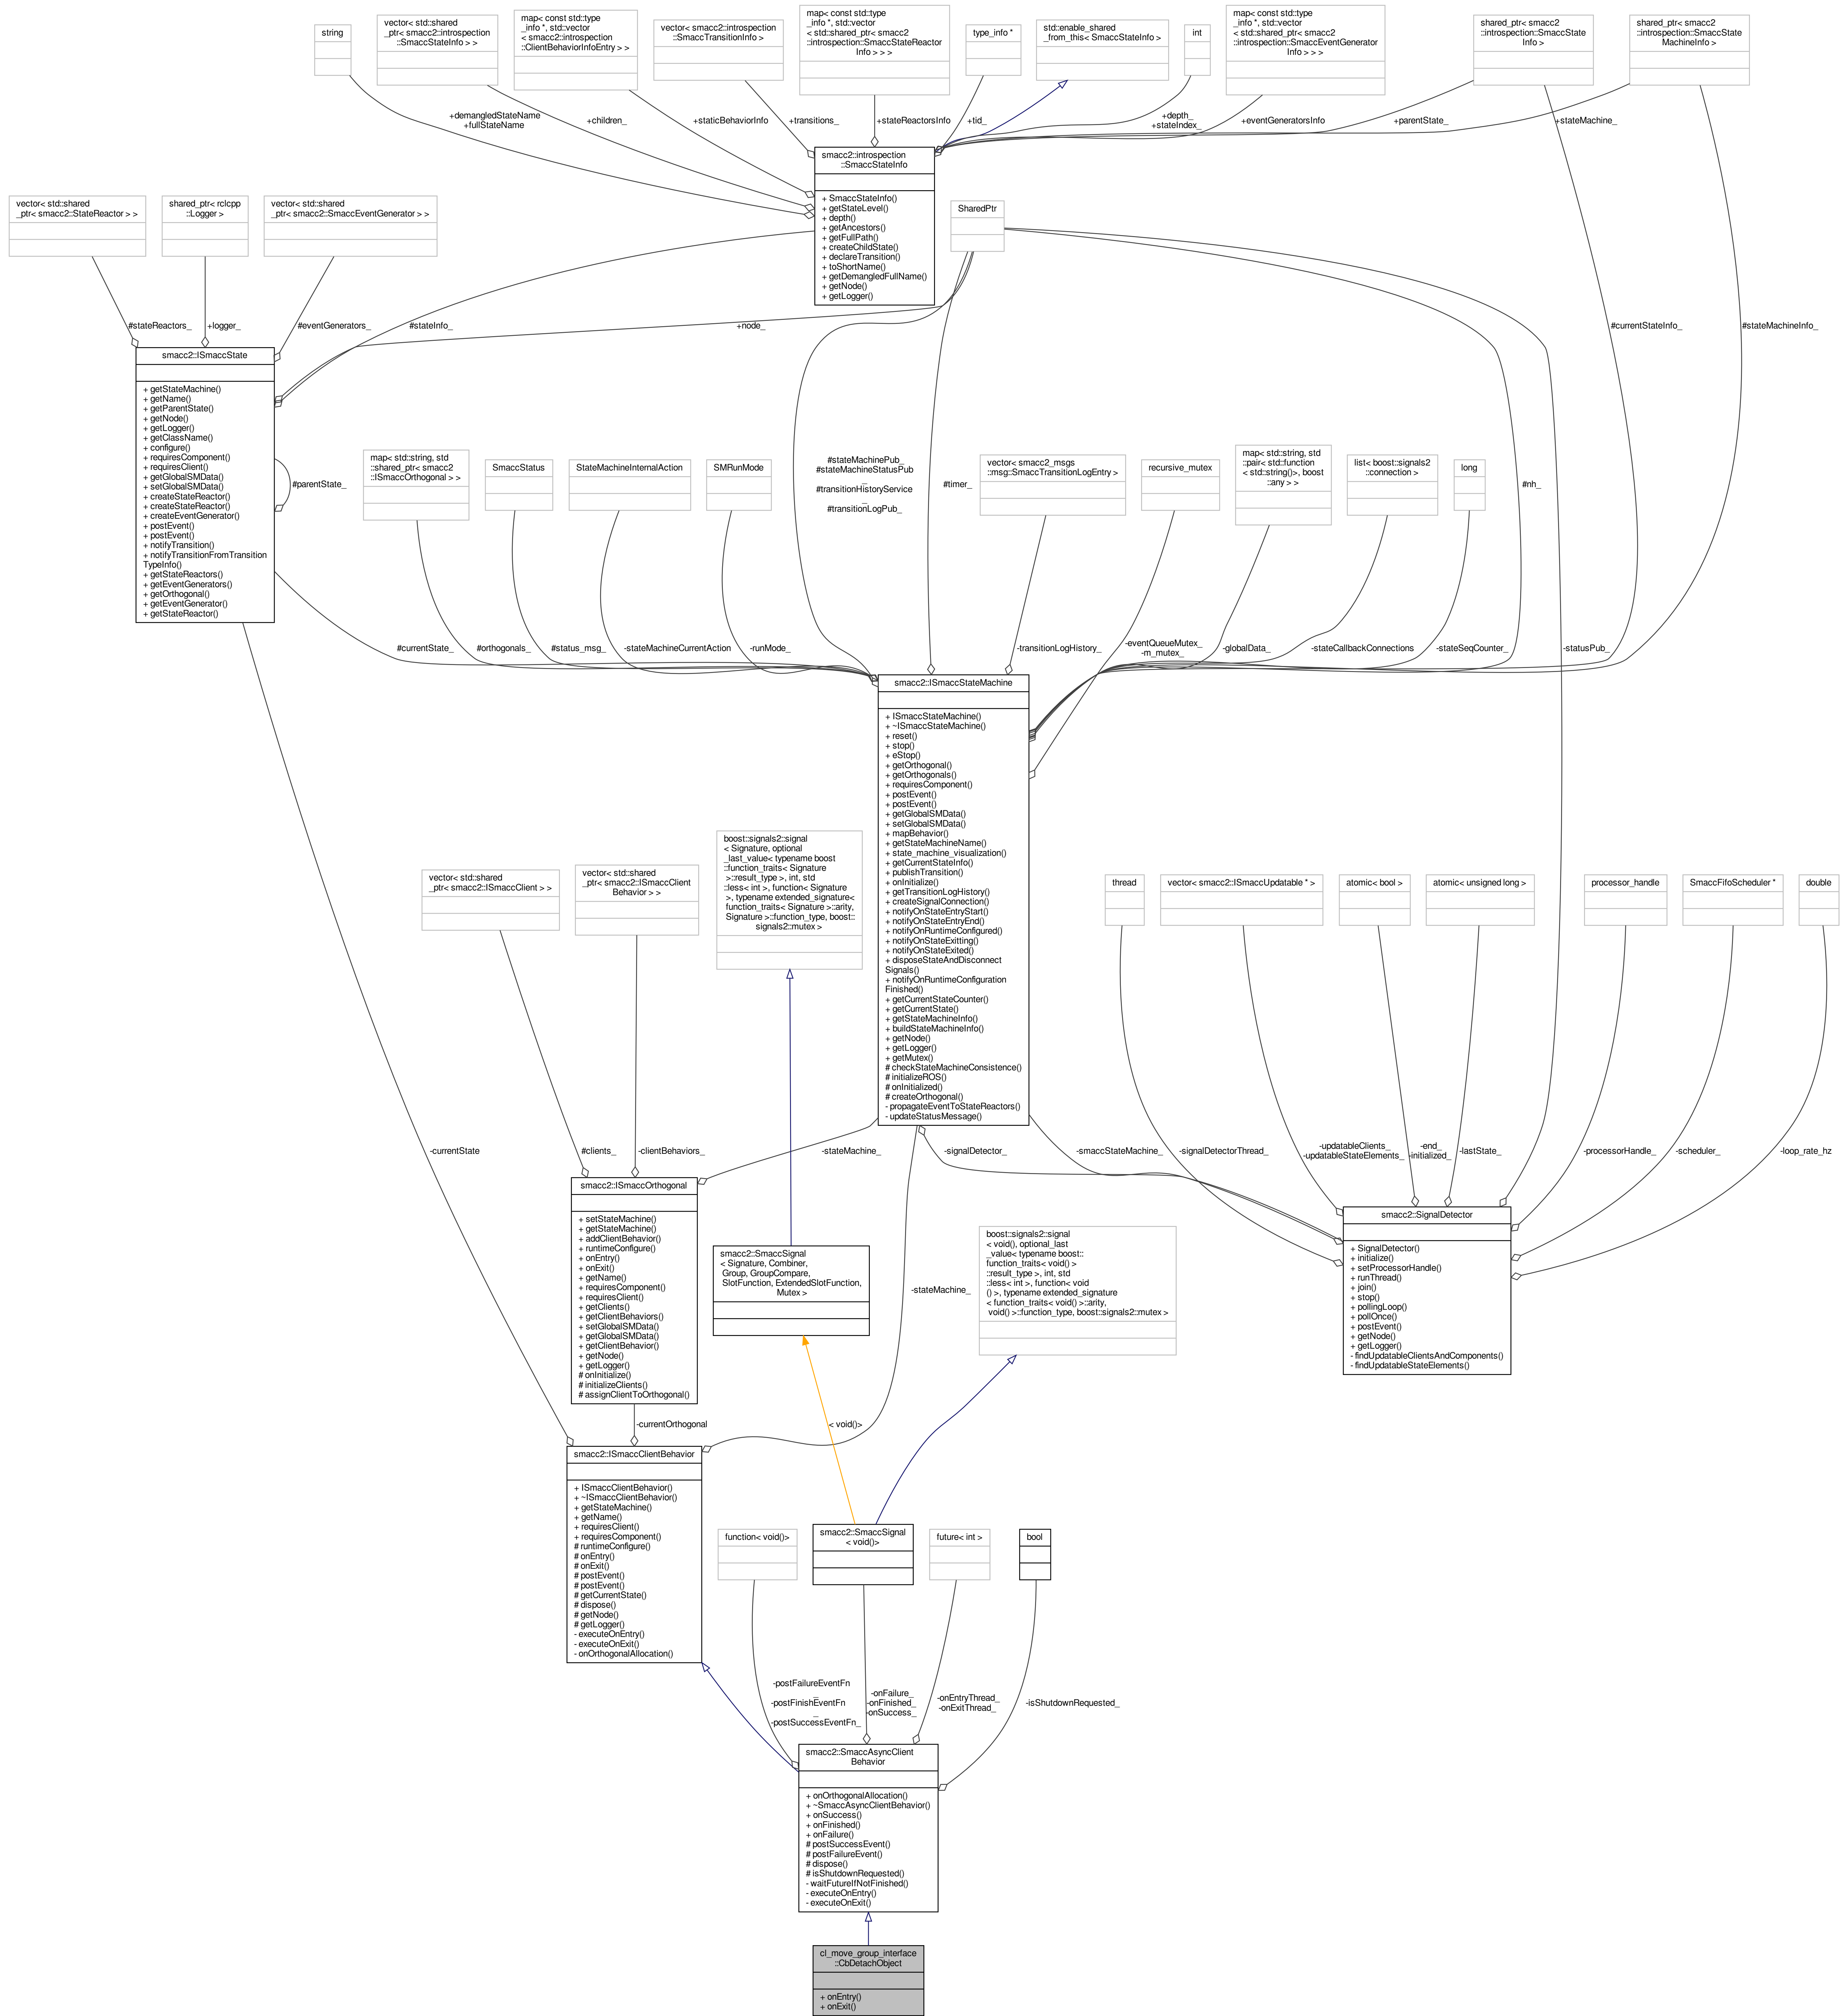 string
vector< std::shared
_ptr< smacc2::introspection
::SmaccStateInfo > >
map< const std::type
_info *, std::vector
< smacc2::introspection
::ClientBehaviorInfoEntry > >
vector< smacc2::introspection
::SmaccTransitionInfo >
map< const std::type
_info *, std::vector
< std::shared_ptr< smacc2
::introspection::SmaccStateReactor
Info > > >
type_info *
std::enable_shared
_from_this< SmaccStateInfo >
int
map< const std::type
_info *, std::vector
< std::shared_ptr< smacc2
::introspection::SmaccEventGenerator
Info > > >
shared_ptr< smacc2
::introspection::SmaccState
Info >
shared_ptr< smacc2
::introspection::SmaccState
MachineInfo >
+demangledStateName
+fullStateName
+children_
+staticBehaviorInfo
+transitions_
+stateReactorsInfo
+tid_
+depth_
+stateIndex_
+eventGeneratorsInfo
+parentState_
+stateMachine_
smacc2::introspection
::SmaccStateInfo
+ SmaccStateInfo()
+ getStateLevel()
+ depth()
+ getAncestors()
+ getFullPath()
+ createChildState()
+ declareTransition()
+ toShortName()
+ getDemangledFullName()
+ getNode()
+ getLogger()
vector< std::shared
_ptr< smacc2::StateReactor > >
shared_ptr< rclcpp
::Logger >
vector< std::shared
_ptr< smacc2::SmaccEventGenerator > >
SharedPtr
#stateReactors_
+logger_
#eventGenerators_
#stateInfo_
+node_
#currentStateInfo_
#stateMachineInfo_
smacc2::ISmaccState
+ getStateMachine()
+ getName()
+ getParentState()
+ getNode()
+ getLogger()
+ getClassName()
+ configure()
+ requiresComponent()
+ requiresClient()
+ getGlobalSMData()
+ setGlobalSMData()
+ createStateReactor()
+ createStateReactor()
+ createEventGenerator()
+ postEvent()
+ postEvent()
+ notifyTransition()
+ notifyTransitionFromTransition
TypeInfo()
+ getStateReactors()
+ getEventGenerators()
+ getOrthogonal()
+ getEventGenerator()
+ getStateReactor()
#parentState_
map< std::string, std
::shared_ptr< smacc2
::ISmaccOrthogonal > >
SmaccStatus
StateMachineInternalAction
SMRunMode
#stateMachinePub_
#stateMachineStatusPub
_
#transitionHistoryService
_
#transitionLogPub_
#timer_
vector< smacc2_msgs
::msg::SmaccTransitionLogEntry >
recursive_mutex
map< std::string, std
::pair< std::function
< std::string()>, boost
::any > >
list< boost::signals2
::connection >
long
#nh_
#currentState_
#orthogonals_
#status_msg_
-stateMachineCurrentAction
-runMode_
-transitionLogHistory_
-eventQueueMutex_
-m_mutex_
-globalData_
-stateCallbackConnections
-stateSeqCounter_
-statusPub_
smacc2::ISmaccStateMachine
+ ISmaccStateMachine()
+ ~ISmaccStateMachine()
+ reset()
+ stop()
+ eStop()
+ getOrthogonal()
+ getOrthogonals()
+ requiresComponent()
+ postEvent()
+ postEvent()
+ getGlobalSMData()
+ setGlobalSMData()
+ mapBehavior()
+ getStateMachineName()
+ state_machine_visualization()
+ getCurrentStateInfo()
+ publishTransition()
+ onInitialize()
+ getTransitionLogHistory()
+ createSignalConnection()
+ notifyOnStateEntryStart()
+ notifyOnStateEntryEnd()
+ notifyOnRuntimeConfigured()
+ notifyOnStateExitting()
+ notifyOnStateExited()
+ disposeStateAndDisconnect
Signals()
+ notifyOnRuntimeConfiguration
Finished()
+ getCurrentStateCounter()
+ getCurrentState()
+ getStateMachineInfo()
+ buildStateMachineInfo()
+ getNode()
+ getLogger()
+ getMutex()
# checkStateMachineConsistence()
# initializeROS()
# onInitialized()
# createOrthogonal()
- propagateEventToStateReactors()
- updateStatusMessage()
vector< std::shared
_ptr< smacc2::ISmaccClient > >
vector< std::shared
_ptr< smacc2::ISmaccClient
Behavior > >
boost::signals2::signal
< Signature, optional
_last_value< typename boost
::function_traits< Signature
>::result_type >, int, std
::less< int >, function< Signature
>, typename extended_signature<
function_traits< Signature >::arity,
Signature >::function_type, boost::
signals2::mutex >
thread
vector< smacc2::ISmaccUpdatable * >
atomic< bool >
atomic< unsigned long >
processor_handle
SmaccFifoScheduler *
double
-currentState
#clients_
-clientBehaviors_
-stateMachine_
-signalDetector_
-smaccStateMachine_
-signalDetectorThread_
-updatableClients_
-updatableStateElements_
-end_
-initialized_
-lastState_
-processorHandle_
-scheduler_
-loop_rate_hz
smacc2::ISmaccOrthogonal
+ setStateMachine()
+ getStateMachine()
+ addClientBehavior()
+ runtimeConfigure()
+ onEntry()
+ onExit()
+ getName()
+ requiresComponent()
+ requiresClient()
+ getClients()
+ getClientBehaviors()
+ setGlobalSMData()
+ getGlobalSMData()
+ getClientBehavior()
+ getNode()
+ getLogger()
# onInitialize()
# initializeClients()
# assignClientToOrthogonal()
smacc2::SmaccSignal
< Signature, Combiner,
Group, GroupCompare,
SlotFunction, ExtendedSlotFunction,
Mutex >
-stateMachine_
boost::signals2::signal
< void(), optional_last
_value< typename boost::
function_traits< void() >
::result_type >, int, std
::less< int >, function< void
() >, typename extended_signature
< function_traits< void() >::arity,
void() >::function_type, boost::signals2::mutex >
smacc2::SignalDetector
+ SignalDetector()
+ initialize()
+ setProcessorHandle()
+ runThread()
+ join()
+ stop()
+ pollingLoop()
+ pollOnce()
+ postEvent()
+ getNode()
+ getLogger()
- findUpdatableClientsAndComponents()
- findUpdatableStateElements()
-currentOrthogonal
< void()>
smacc2::ISmaccClientBehavior
+ ISmaccClientBehavior()
+ ~ISmaccClientBehavior()
+ getStateMachine()
+ getName()
+ requiresClient()
+ requiresComponent()
# runtimeConfigure()
# onEntry()
# onExit()
# postEvent()
# postEvent()
# getCurrentState()
# dispose()
# getNode()
# getLogger()
- executeOnEntry()
- executeOnExit()
- onOrthogonalAllocation()
function< void()>
smacc2::SmaccSignal
< void()>
future< int >
bool
-postFailureEventFn
_
-postFinishEventFn
_
-postSuccessEventFn_
-onFailure_
-onFinished_
-onSuccess_
-onEntryThread_
-onExitThread_
-isShutdownRequested_
smacc2::SmaccAsyncClient
Behavior
+ onOrthogonalAllocation()
+ ~SmaccAsyncClientBehavior()
+ onSuccess()
+ onFinished()
+ onFailure()
# postSuccessEvent()
# postFailureEvent()
# dispose()
# isShutdownRequested()
- waitFutureIfNotFinished()
- executeOnEntry()
- executeOnExit()
cl_move_group_interface
::CbDetachObject
+ onEntry()
+ onExit()